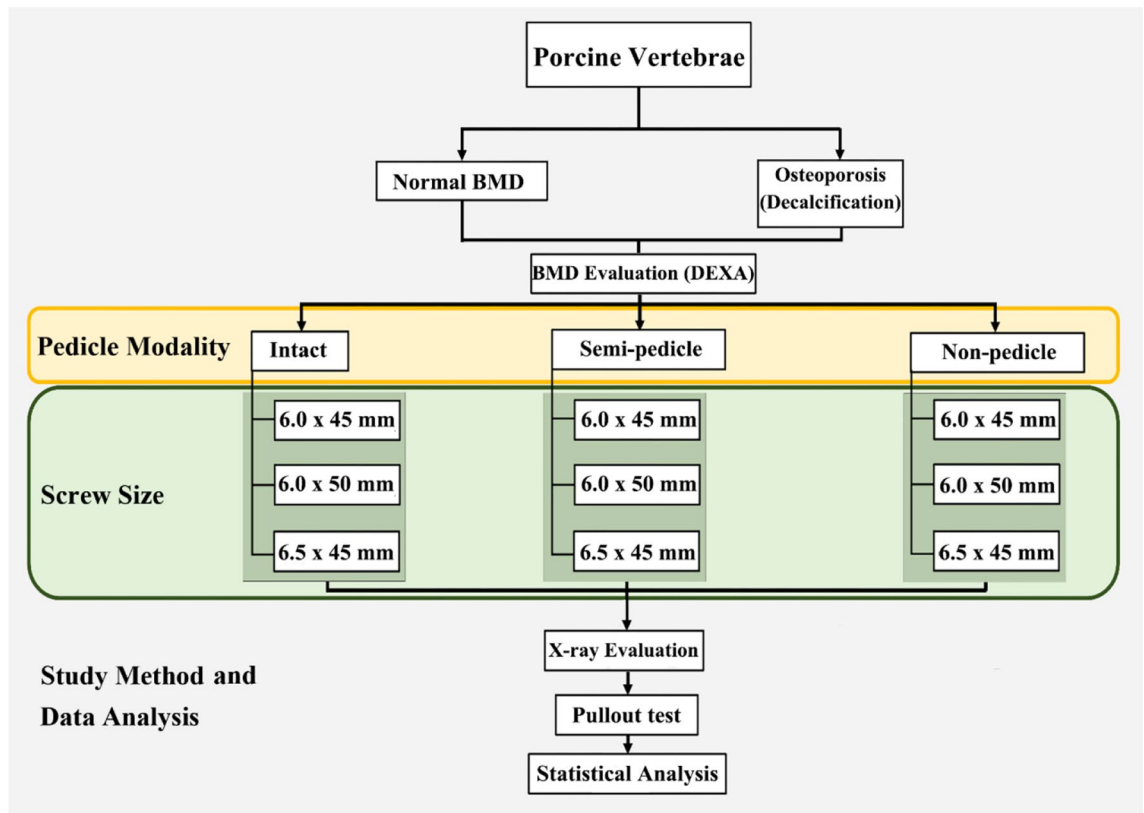 Porcine Vertebrae
Normal BMD
Osteoporosis
(Decalcification)
BMD Evaluation (DEXA)
Pedicle Modality
Intact
Semi-pedicle
Non-pedicle
Screw Size
6.0 x 45 mm
6.0 x 50 mm
6.5 x 45 mm
6.0 x 45 mm
6.0 x 50 mm
6.5 x 45 mm
6.0 x 45 mm
6.0 x 50 mm
6.5 x 45 mm
Study Method and
Data Analysis
X-ray Evaluation
Pullout test
Statistical Analysis